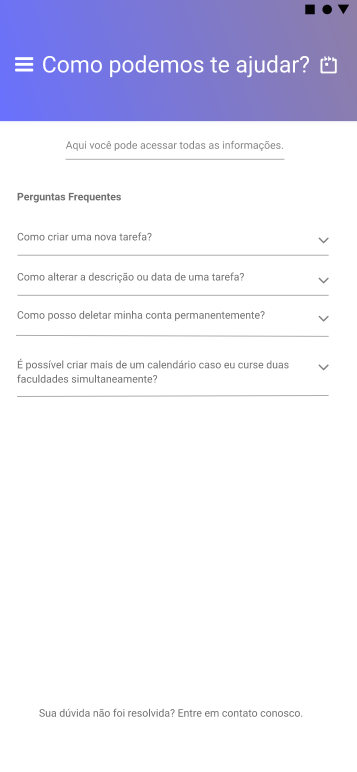 Como podemos te ajudar?
Aqui você pode acessar todas as informações.
Perguntas Frequentes
Como criar uma nova tarefa?
Como alterar a descrição ou data de uma tarefa?
Como posso deletar minha conta permanentemente?
É possível criar mais de um calendário caso eu curse duas
faculdades simultaneamente?
Sua dúvida não foi resolvida? Entre em contato conosco.